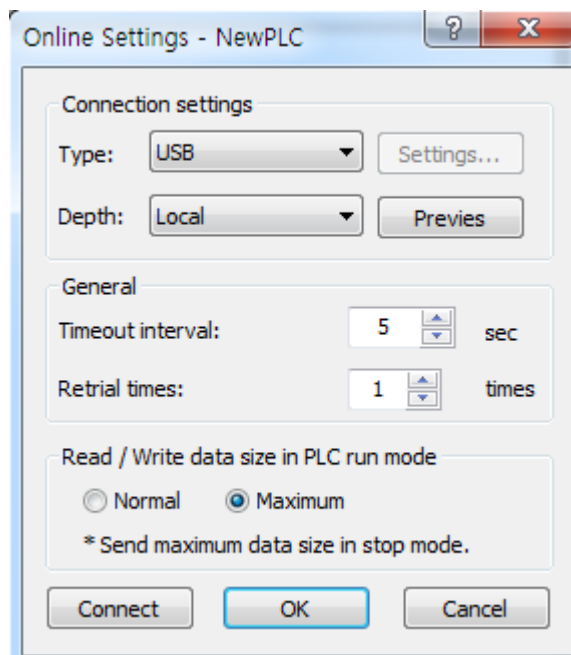 Online Settings - NewPLC
Connection settings
Type: USB Settings...
Depth: Local Previes
General
Timeout interval: 5 sec
Retrial times: 1 times
Read / Write data size in PLC run mode
Normal Maximum
* Send maximum data size in stop mode.
Connect OK Cancel